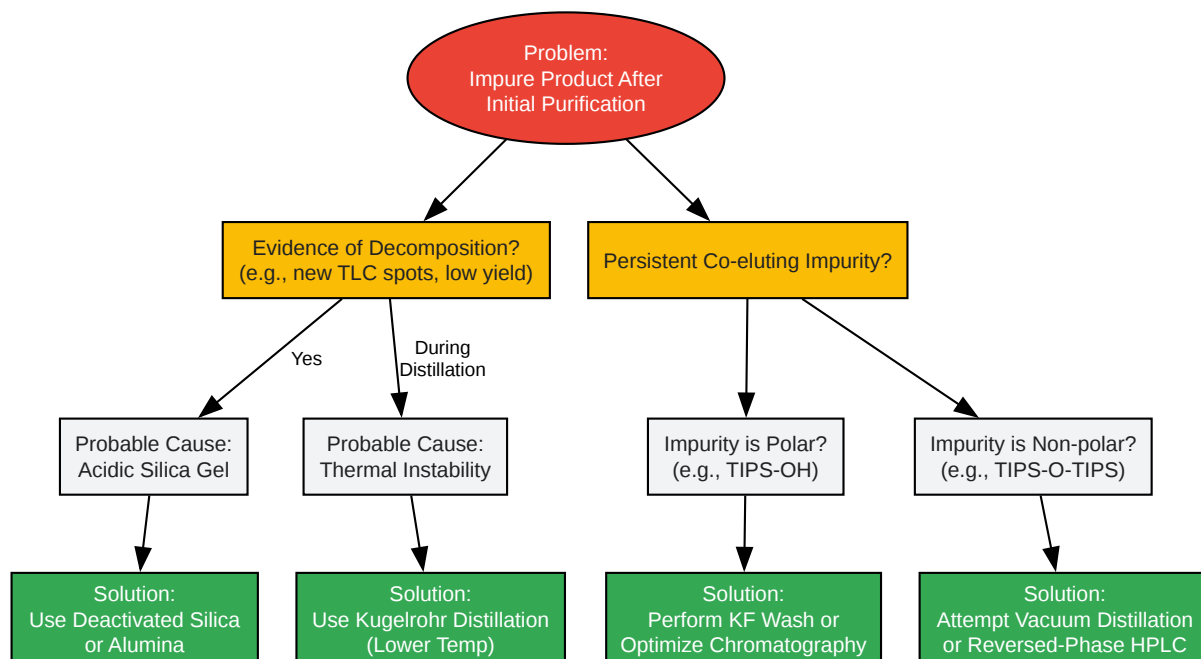 Problem:
Impure Product After
Initial Purification
Evidence of Decomposition?
(e.g., new TLC spots, low yield)
Persistent Co-eluting Impurity?
Yes
During
Distillation
Probable Cause:
Acidic Silica Gel
Probable Cause:
Thermal Instability
Impurity is Polar?
(e.g., TIPS-OH)
Impurity is Non-polar?
(e.g., TIPS-O-TIPS)
Solution:
Use Deactivated Silica
or Alumina
Solution:
Use Kugelrohr Distillation
(Lower Temp)
Solution:
Perform KF Wash or
Optimize Chromatography
Solution:
Attempt Vacuum Distillation
or Reversed-Phase HPLC